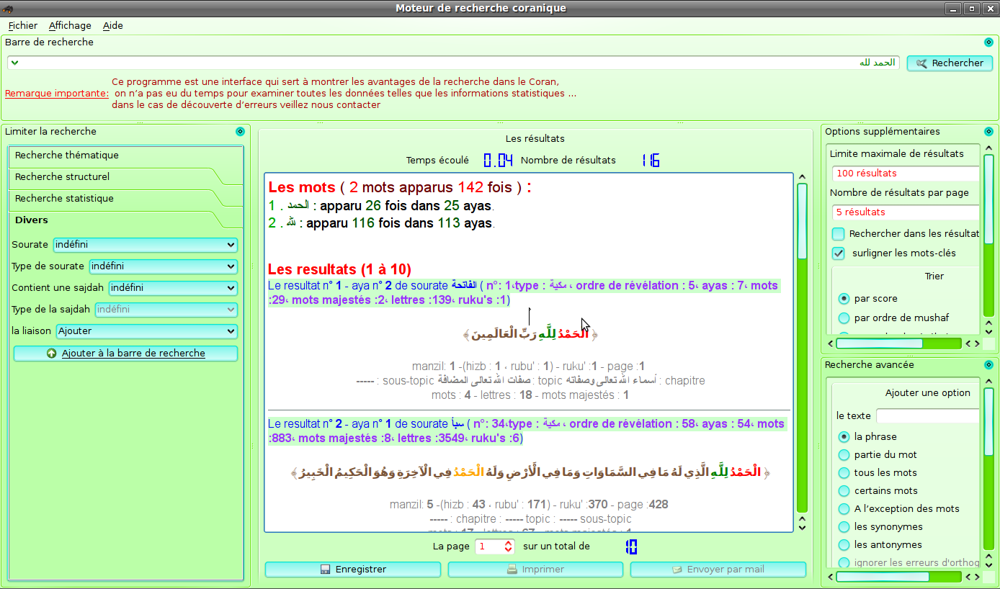 Moteur de recherche coranique
Fichier Affichage Aide
Barre de recherche
الحمد لله
Rechercher
Remarque importante:
Ce programme est une interface qui sert à montrer les avantages de la recherche dans le Coran,
on n'a pas eu du temps pour examiner toutes les données telles que les informations statistiques ...
dans le cas de découverte d'erreurs veillez nous contacter
Limiter la recherche
Recherche thématique
Recherche structurel
Recherche statistique
Divers
Sourate indéfini
Type de sourate indéfini
Contient une sajdah indéfini
Type de la sajdah indéfini
la liaison Ajouter
Ajouter à la barre de recherche
Les résultats
Temps écoulé 0.04 Nombre de résultats 116
Les mots ( 2 mots apparus 142 fois ) :
1 . الحمد : apparu 26 fois dans 25 ayas.
2 . لله : apparu 116 fois dans 113 ayas.
Les resultats (1 à 10)
Le resultat n° 1 - aya n° 2 de sourate الفاتحة ( n°: 1،type : مكية ، ordre de révélation : 5، ayas : 7، mots
:29، mots majestés :2، lettres :139، ruku's :1)
﴿ الْحَمْدُ لِلَّهِ رَبِّ الْعَالَمِينَ ﴾
manzil: 1 -(hizb : 1 ، rubu' : 1) - ruku' :1 - page :1
----- : sous-topic صفات الله تعالى المضافة : topic أسماء الله تعالى وصفاته : chapitre
mots : 4 - lettres : 18 - mots majestés : 1
Le resultat n° 2 - aya n° 1 de sourate سبأ ( n°: 34،type : مكية ، ordre de révélation : 58، ayas : 54، mots
:883، mots majestés :8، lettres :3549، ruku's :6)
﴿ الْحَمْدُ لِلَّهِ الَّذِي لَهُ مَا فِي السَّمَاوَاتِ وَمَا فِي الْأَرْضِ وَلَهُ الْحَمْدُ فِي الْآخِرَةِ وَهُوَ الْحَكِيمُ الْخَبِيرُ ﴾
manzil: 5 -(hizb : 43 ، rubu' : 171) - ruku' :370 - page :428
----- : chapitre : ----- topic : ----- sous-topic
mots : 17 - lettres : 67 - mots majestés : 1
La page 1 sur un total de 10
Enregistrer
Imprimer
Envoyer par mail
Options supplémentaires
Limite maximale de résultats
100 résultats
Nombre de résultats par page
5 résultats
Rechercher dans les résultat
surligner les mots-clés
Trier
par score
par ordre de mushaf
Recherche avancée
Ajouter une option
le texte
la phrase
partie du mot
tous les mots
certains mots
A l'exception des mots
les synonymes
les antonymes
ignorer les erreurs d'orthog